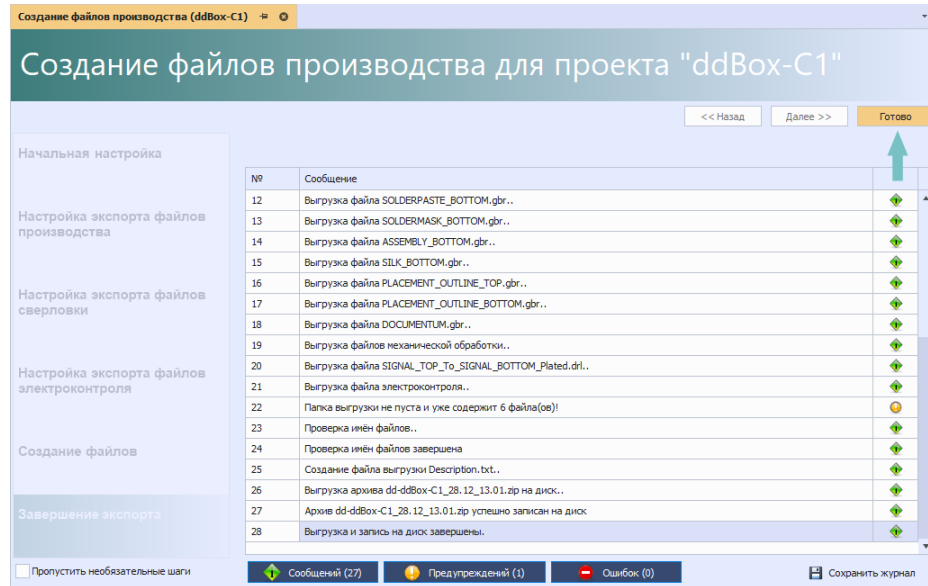 Создание файлов производства (ddBox-C1)
Создание файлов производства для проекта "ddBox-C1"
<< Назад Далее >> Готово
Начальная настройка
Настройка экспорта файлов
производства
Настройка экспорта файлов
сверловки
Настройка экспорта файлов
электроконтроля
Создание файлов
Завершение экспорта
№ Сообщение
12 Выгрузка файла SOLDERPASTE_BOTTOM.gbr..
13 Выгрузка файла SOLDERMASK_BOTTOM.gbr..
14 Выгрузка файла ASSEMBLY_BOTTOM.gbr..
15 Выгрузка файла SILK_BOTTOM.gbr..
16 Выгрузка файла PLACEMENT_OUTLINE_TOP.gbr..
17 Выгрузка файла PLACEMENT_OUTLINE_BOTTOM.gbr..
18 Выгрузка файла DOCUMENTUM.gbr..
19 Выгрузка файлов механической обработки..
20 Выгрузка файла SIGNAL_TOP_To_SIGNAL_BOTTOM_Plated.drl..
21 Выгрузка файла электроконтроля..
22 Папка выгрузки не пуста и уже содержит 6 файла(ов)!
23 Проверка имён файлов..
24 Проверка имён файлов завершена
25 Создание файла выгрузки Description.txt..
26 Выгрузка архива dd-ddBox-C1_28.12_13.01.zip на диск..
27 Архив dd-ddBox-C1_28.12_13.01.zip успешно записан на диск
28 Выгрузка и запись на диск завершены.
Пропустить необязательные шаги
Сообщений (27) Предупреждений (1) Ошибок (0) Сохранить журнал